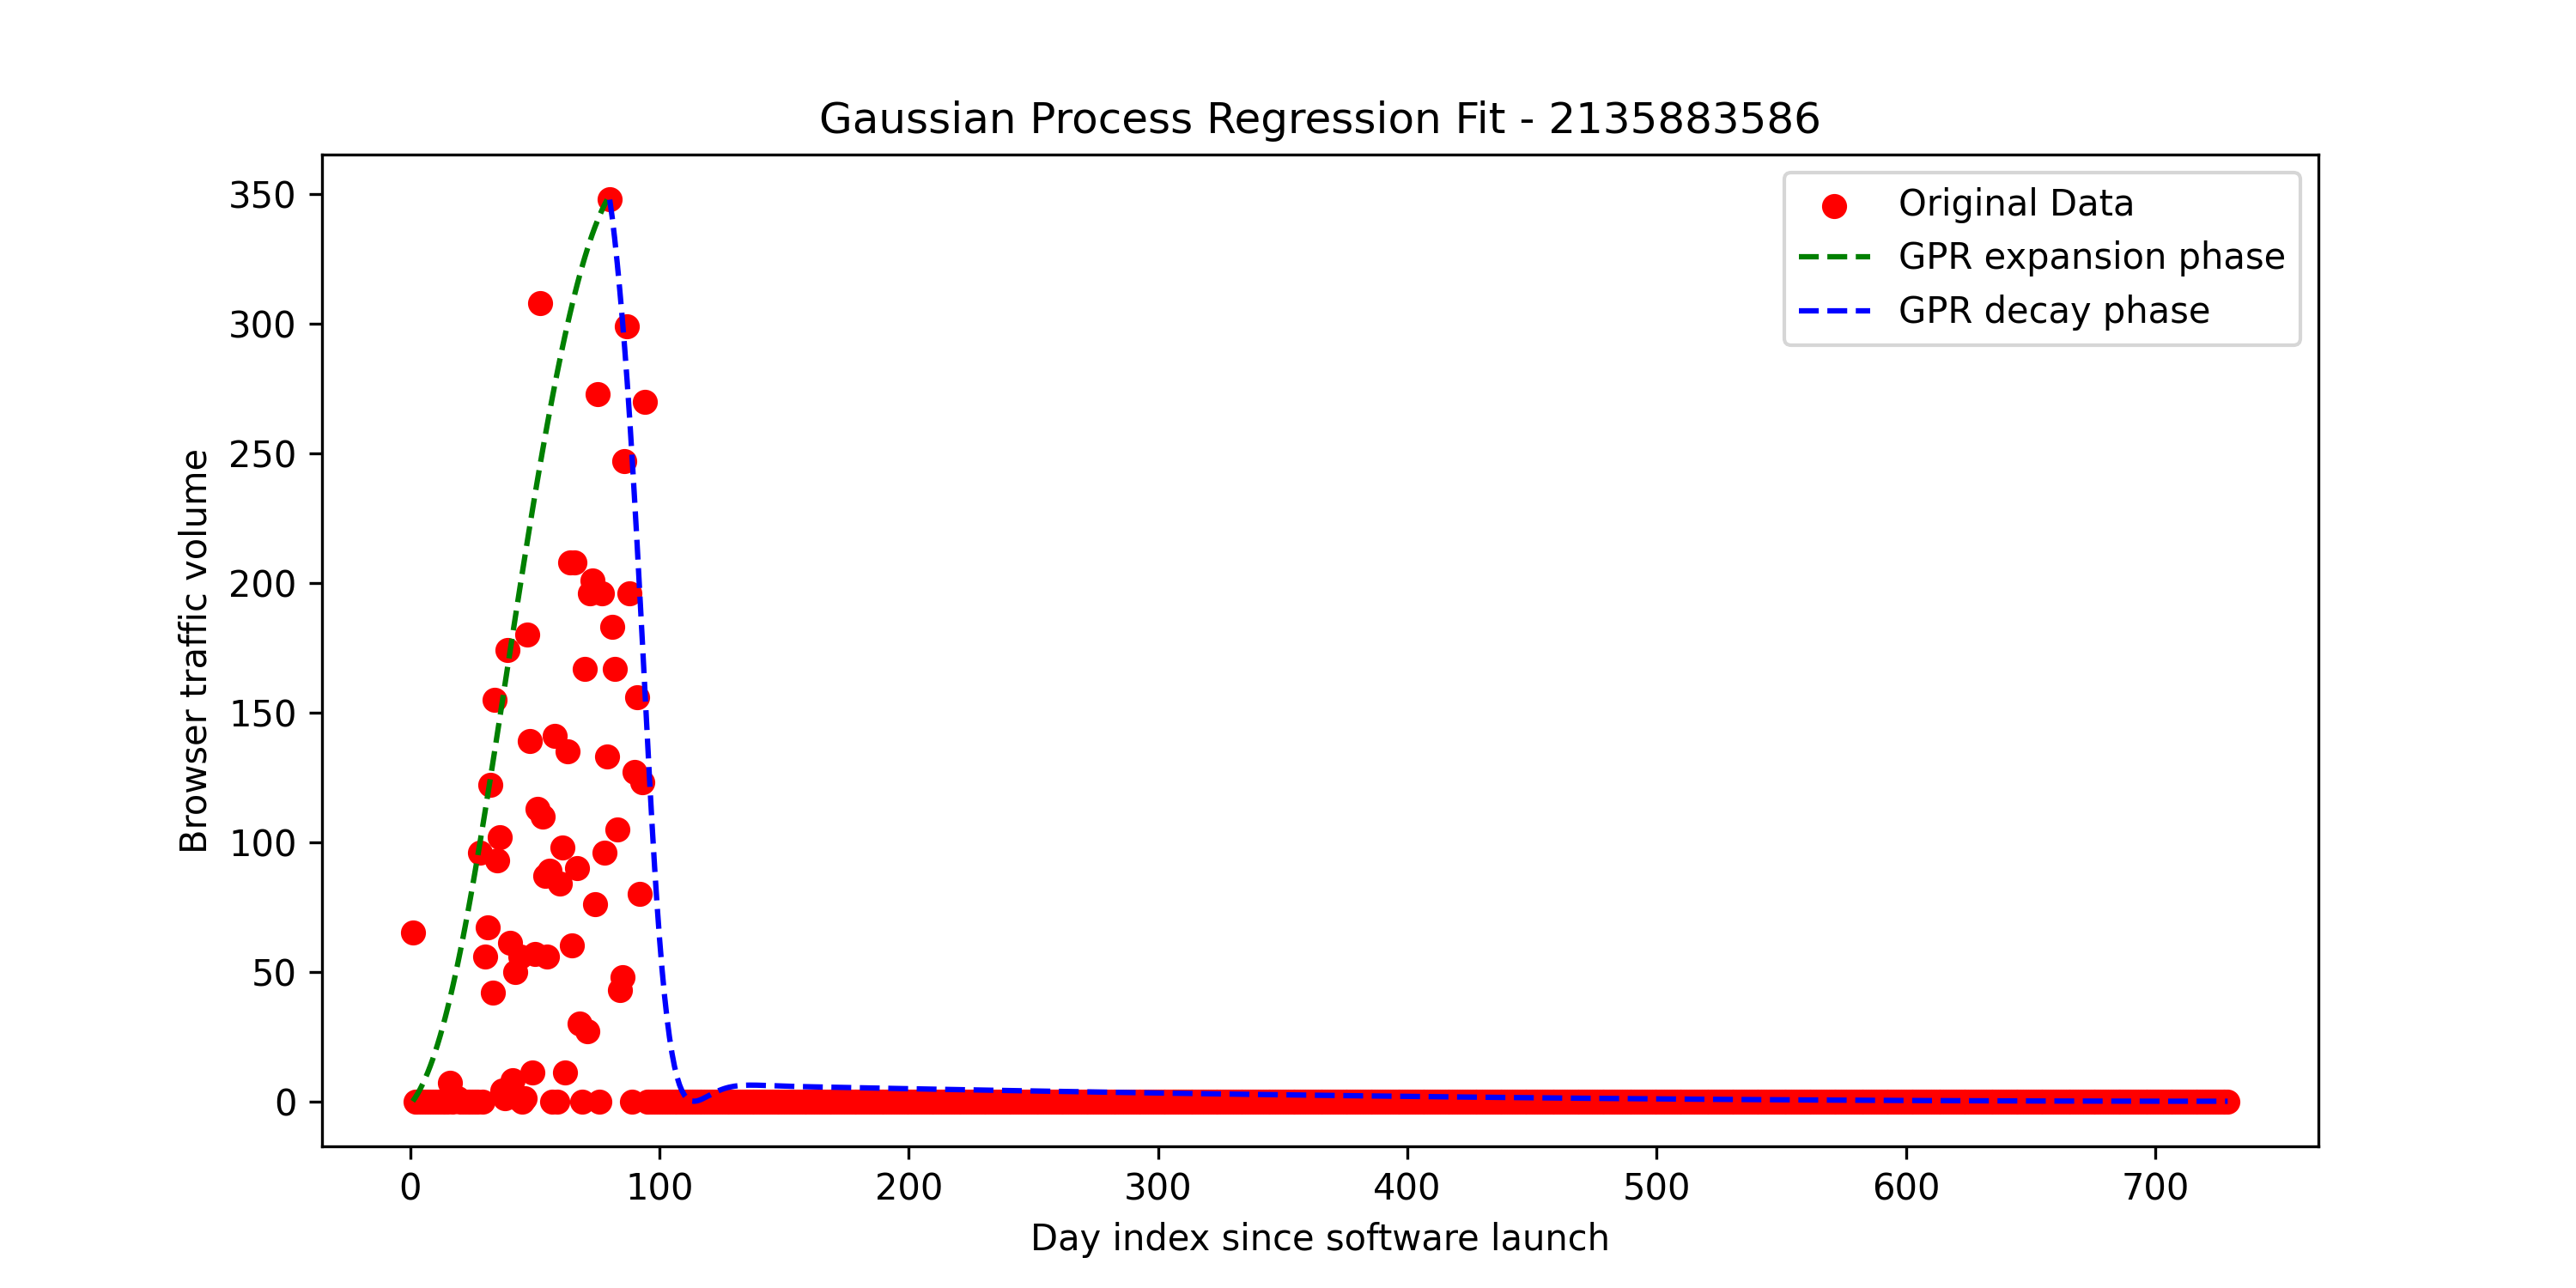 Gaussian Process Regression Fit - 2135883586
Original Data
GPR expansion phase
GPR decay phase
Browser traffic volume
350
300
250
200
150
100
50
0
0 100 200 300 400 500 600 700
Day index since software launch